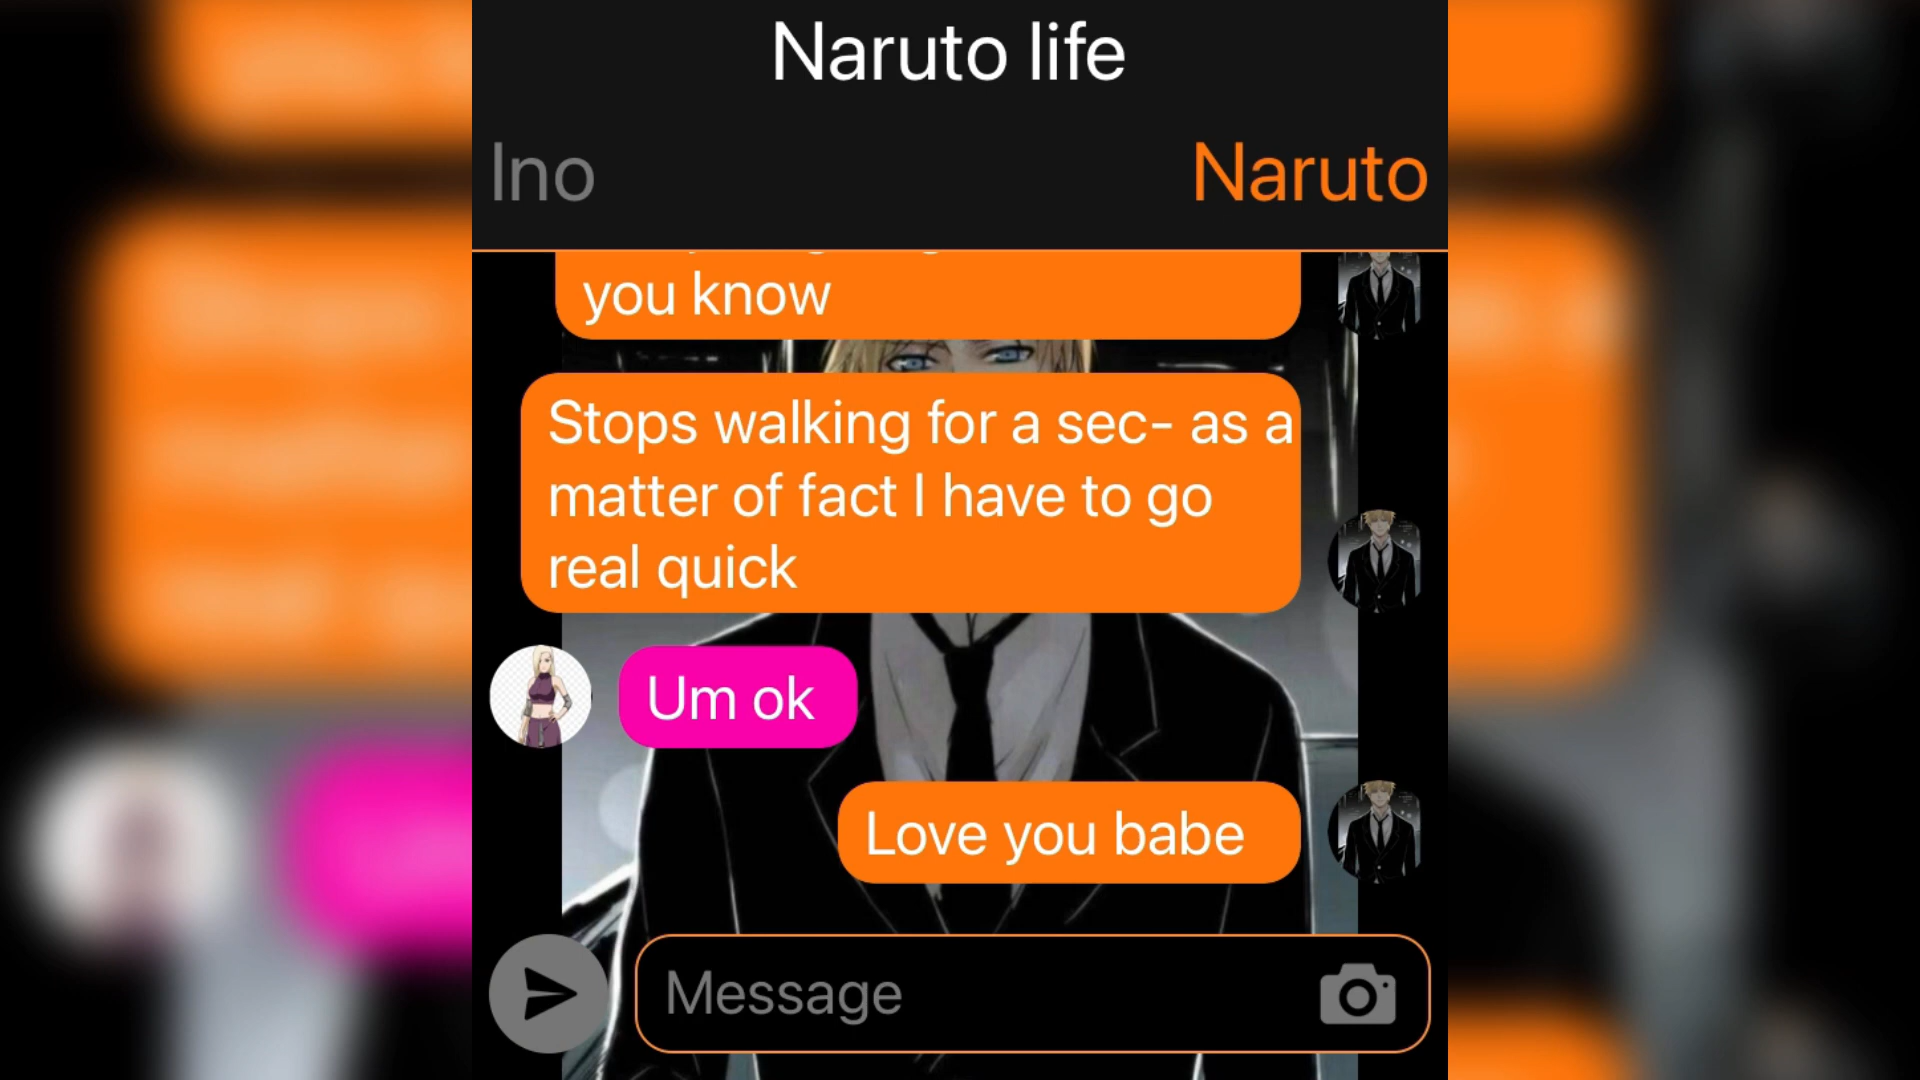 Naruto life
Ino
Naruto
you know
Stops walking for a sec- as a
matter of fact I have to go
real quick
Um ok
Love you babe
Message